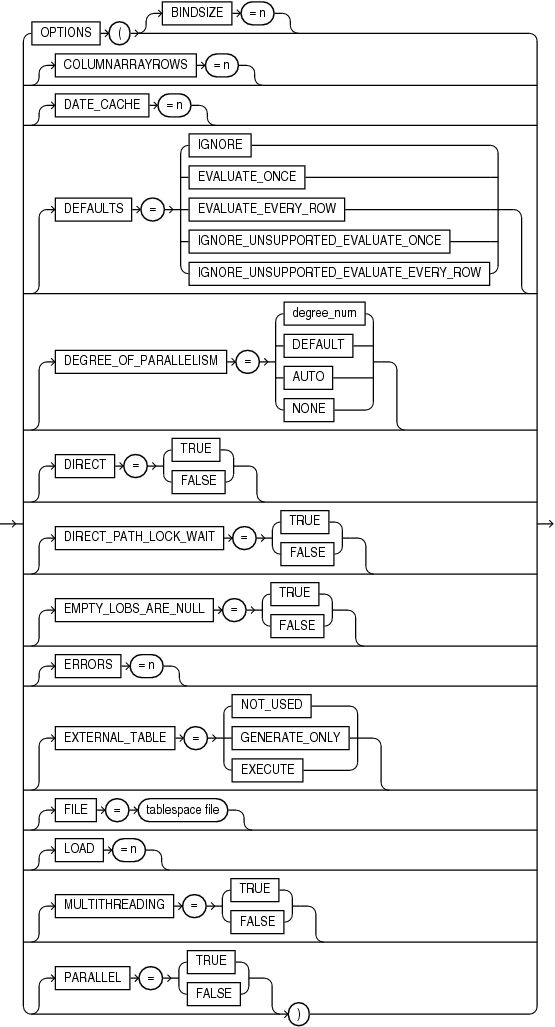 BINDSIZE = n
OPTIONS (
COLUMNARRAYROWS = n
DATE_CACHE = n
IGNORE
EVALUATE_ONCE
DEFAULTS = EVALUATE_EVERY_ROW
IGNORE_UNSUPPORTED_EVALUATE_ONCE
IGNORE_UNSUPPORTED_EVALUATE_EVERY_ROW
degree_num
DEFAULT
DEGREE_OF_PARALLELISM =
AUTO
NONE
TRUE
DIRECT =
FALSE
TRUE
DIRECT_PATH_LOCK_WAIT =
FALSE
TRUE
EMPTY_LOBS_ARE_NULL =
FALSE
ERRORS = n
NOT_USED
EXTERNAL_TABLE = GENERATE_ONLY
EXECUTE
FILE = tablespace file
LOAD = n
TRUE
MULTITHREADING =
FALSE
TRUE
PARALLEL =
FALSE
)